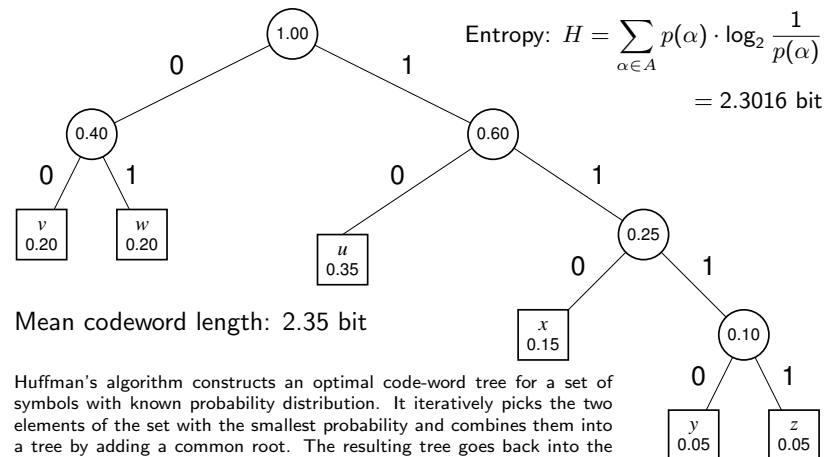 1.00
Entropy: H = ∑ α∈A p(α) · log₂ 1/p(α)
= 2.3016 bit
0 1
0.40 0.60
0 1 0 1
v 0.20
w 0.20
u 0.35
0.25
0 1
Mean codeword length: 2.35 bit
x 0.15
0.10
0 1
y 0.05
z 0.05
Huffman's algorithm constructs an optimal code-word tree for a set of
symbols with known probability distribution. It iteratively picks the two
elements of the set with the smallest probability and combines them into
a tree by adding a common root. The resulting tree goes back into the